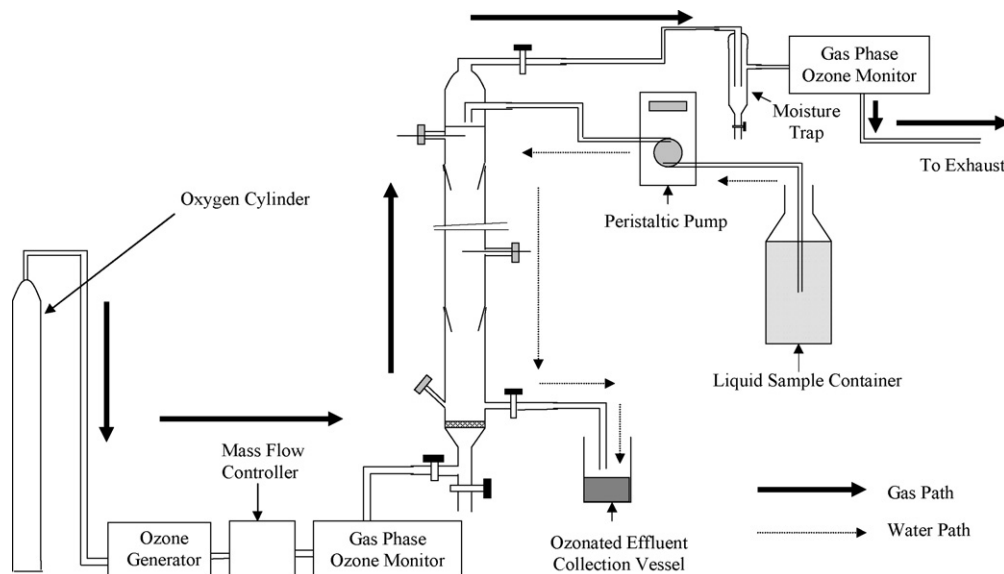 Gas Phase
Ozone Monitor
Moisture
Trap
To Exhaust
Oxygen Cylinder
Peristaltic Pump
Liquid Sample Container
Mass Flow
Controller
Ozone
Generator
Gas Phase
Ozone Monitor
Ozonated Effluent
Collection Vessel
Gas Path
Water Path